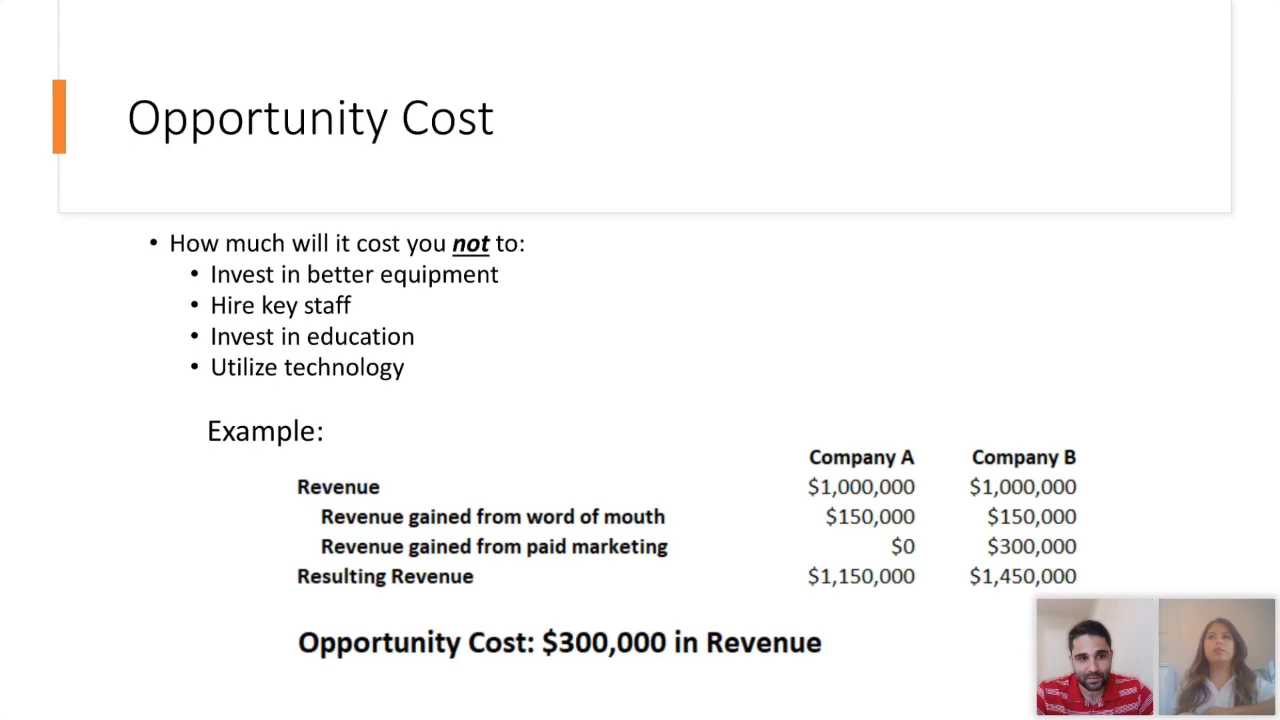 Opportunity Cost
• How much will it cost you not to:
• Invest in better equipment
• Hire key staff
• Invest in education
• Utilize technology
Example:
Company A Company B
Revenue $1,000,000 $1,000,000
Revenue gained from word of mouth $150,000 $150,000
Revenue gained from paid marketing $0 $300,000
Resulting Revenue $1,150,000 $1,450,000
Opportunity Cost: $300,000 in Revenue